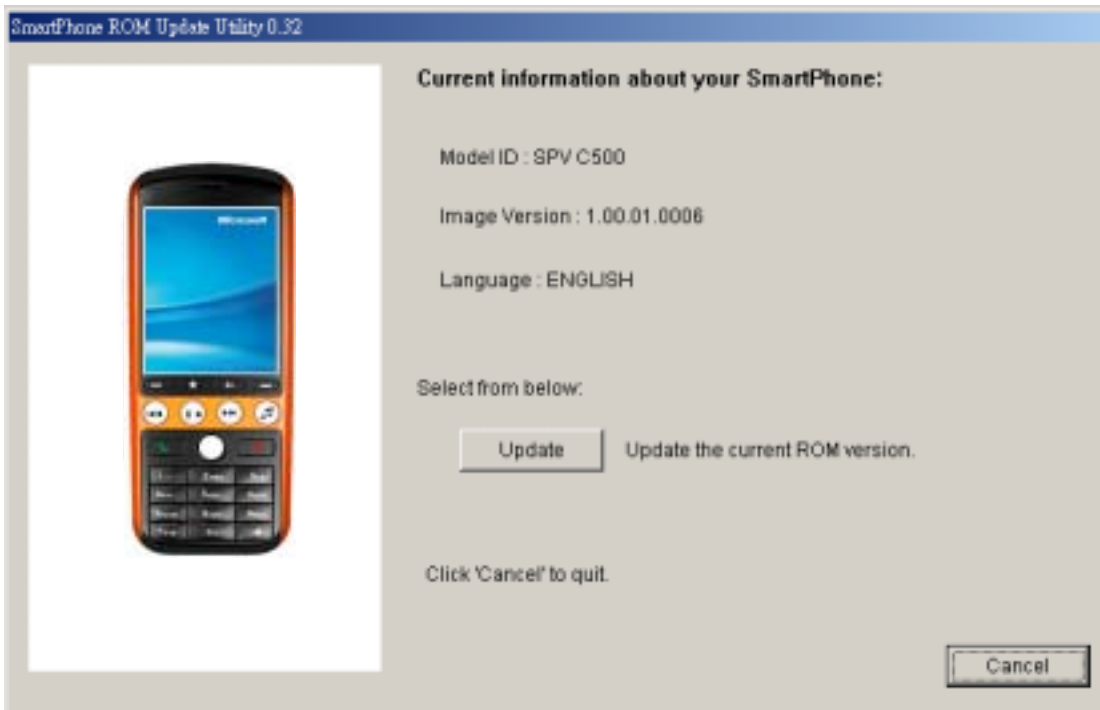 SmartPhone ROM Update Utility 0.32
Current information about your SmartPhone:
Model ID : SPV C500
Image Version : 1.00.01.0006
Language : ENGLISH
Select from below:
Update Update the current ROM version.
Click 'Cancel' to quit.
Cancel
Microsoft